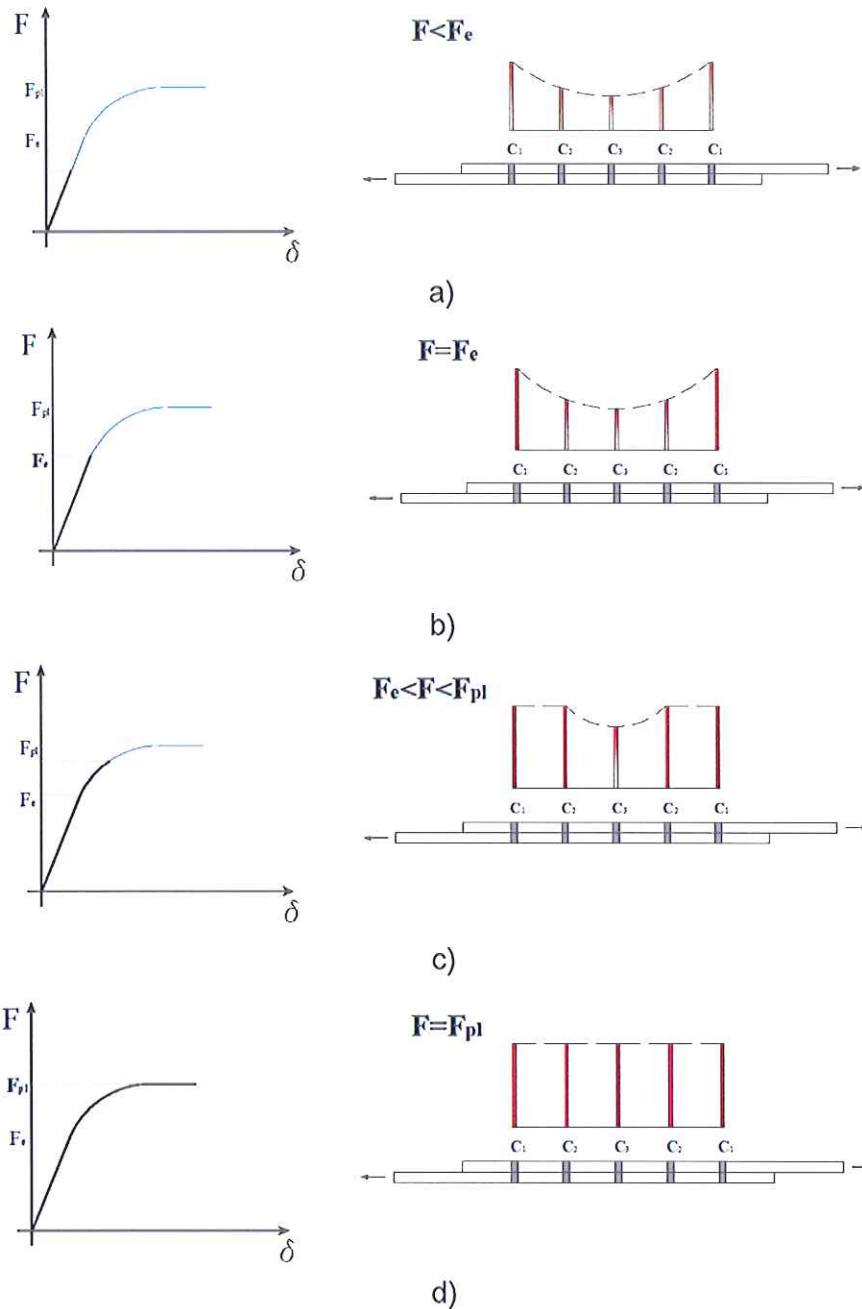 F
F<Fₑ
Fₚₗ
Fₑ
C₁ C₂ C₃ C₂ C₁
δ
a)
F
F=Fₑ
Fₚₗ
Fₑ
C₁ C₂ C₃ C₂ C₁
δ
b)
F
Fₑ<F<Fₚₗ
Fₚₗ
Fₑ
C₁ C₂ C₃ C₂ C₁
δ
c)
F
F=Fₚₗ
Fₚₗ
Fₑ
C₁ C₂ C₃ C₂ C₁
δ
d)